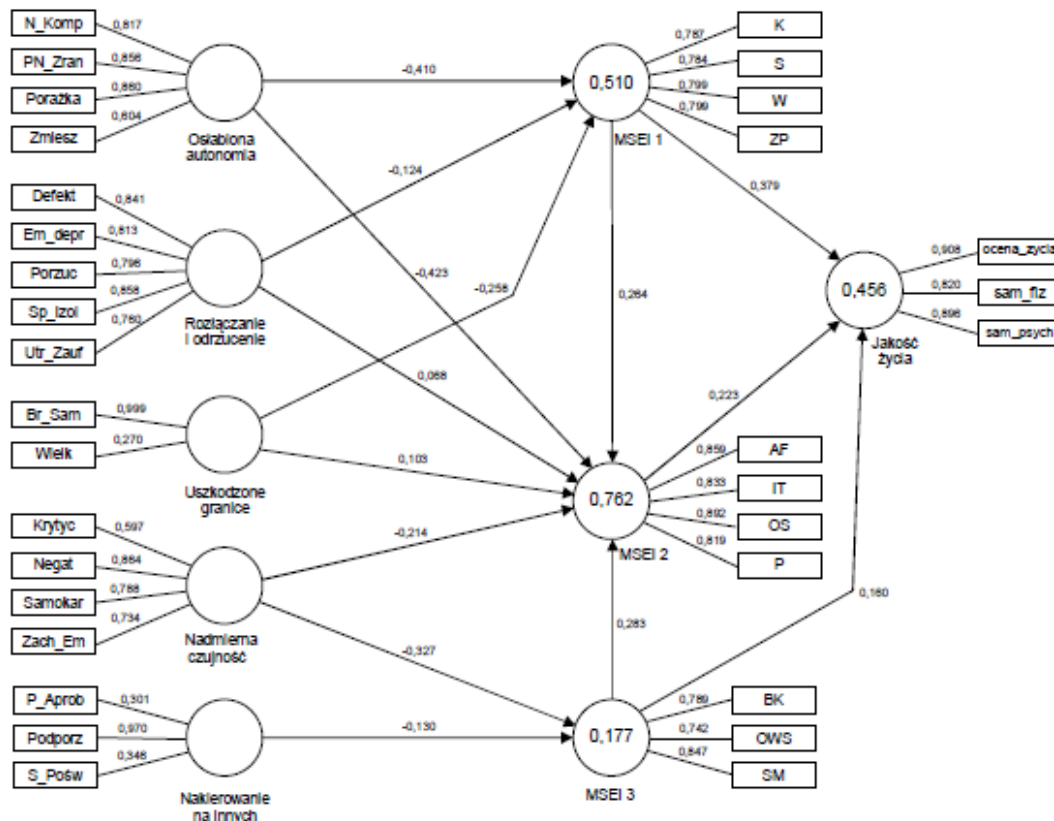 N_Komp
0,817
PN_Zran
0,856
Porażka
0,860
Zmiesz
0,604
Osłabiona
autonomia
-0,410
0,510
MSEI 1
0,787
K
0,784
S
0,799
W
0,799
ZP
Defekt
0,841
Em_depr
0,813
Porzuc
0,798
Sp_Izol
0,858
Utr_Zauf
0,760
Rozłączanie
i odrzucenie
-0,124
-0,423
-0,258
0,264
0,379
0,068
0,456
Jakość
życia
0,908
ocena_zycia
0,820
sam_fiz
0,896
sam_psych
Br_Sam
0,999
Wielk
0,270
Uszkodzone
granice
0,103
0,223
0,762
MSEI 2
0,859
AF
0,833
IT
0,892
OS
0,819
P
Krytyc
0,597
Negat
0,864
Samokar
0,788
Zach_Em
0,734
Nadmierna
czujność
-0,214
-0,327
0,283
0,160
P_Aprob
0,301
Podporz
0,970
S_Pośw
0,346
Nakierowanie
na innych
-0,130
0,177
MSEI 3
0,789
BK
0,742
OWS
0,847
SM